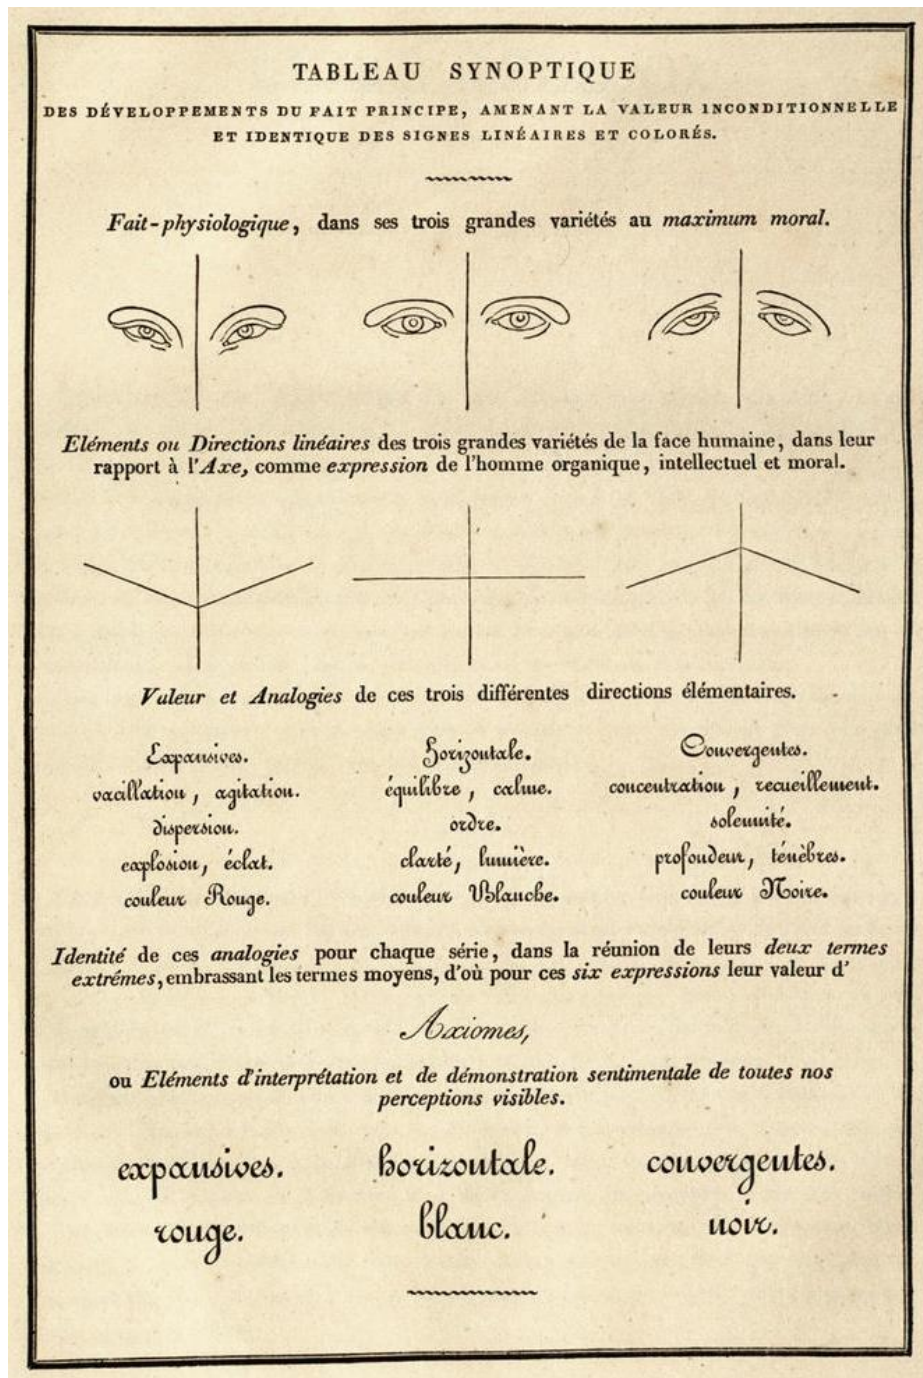 TABLEAU SYNOPTIQUE
DES DÉVELOPPEMENTS DU FAIT PRINCIPE, AMENANT LA VALEUR INCONDITIONNELLE
ET IDENTIQUE DES SIGNES LINÉAIRES ET COLORÉS.
Fait-physiologique, dans ses trois grandes variétés au maximum moral.
Eléments ou Directions linéaires des trois grandes variétés de la face humaine, dans leur
rapport à l'Axe, comme expression de l'homme organique, intellectuel et moral.
Valeur et Analogies de ces trois différentes directions élémentaires.
Expansives. Horizontale. Convergentes.
vacillation, agitation. équilibre, calme. concentration, recueillement.
dispersion. ordre. solennité.
explosion, éclat. clarté, lumière. profondeur, ténèbres.
couleur Rouge. couleur Blanche. couleur Noire.
Identité de ces analogies pour chaque série, dans la réunion de leurs deux termes
extrêmes, embrassant les termes moyens, d'où pour ces six expressions leur valeur d'
Axiomes,
ou Eléments d'interprétation et de démonstration sentimentale de toutes nos
perceptions visibles.
expansives. horizontale. convergentes.
rouge. blanc. noir.